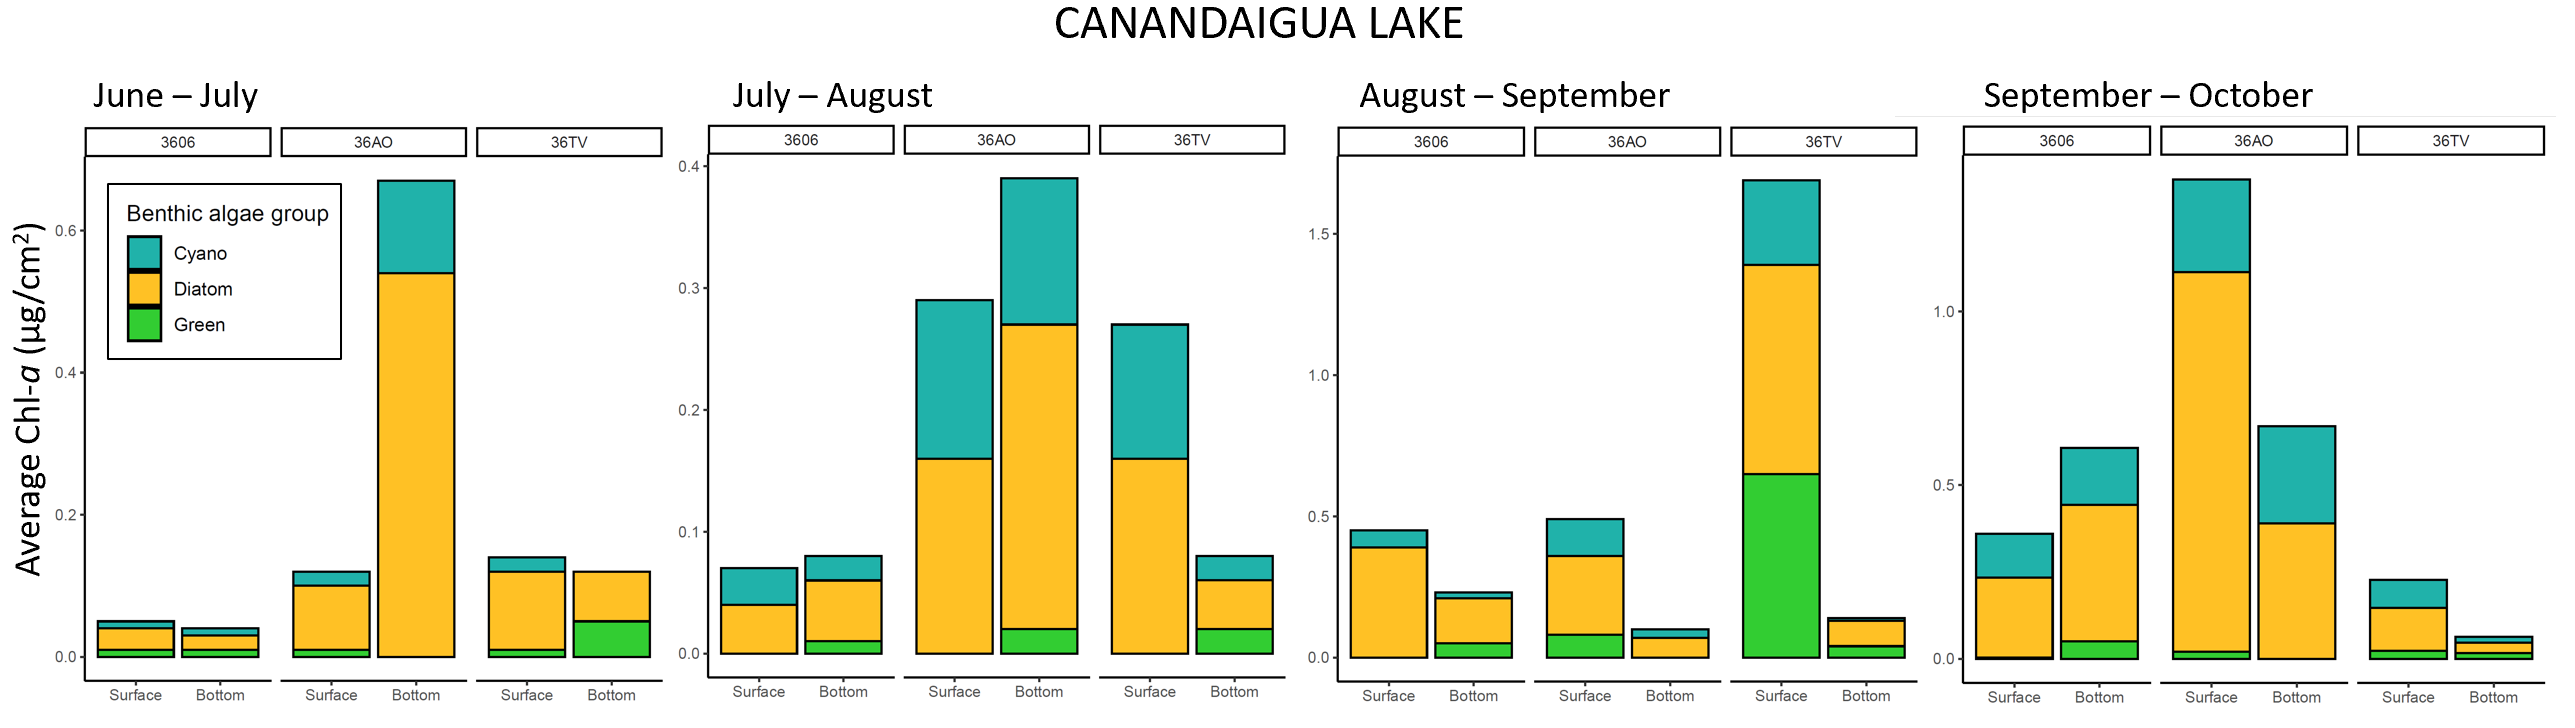 CANANDAIGUA LAKE
June – July
July – August
August – September
September – October
3606
36AO
36TV
3606
36AO
36TV
3606
36AO
36TV
3606
36AO
36TV
Average Chl-a (µg/cm²)
Benthic algae group
Cyano
Diatom
Green
0.6
0.4
0.2
0.0
0.4
0.3
0.2
0.1
0.0
1.5
1.0
0.5
0.0
1.0
0.5
0.0
Surface Bottom Surface Bottom Surface Bottom
Surface Bottom Surface Bottom Surface Bottom
Surface Bottom Surface Bottom Surface Bottom
Surface Bottom Surface Bottom Surface Bottom